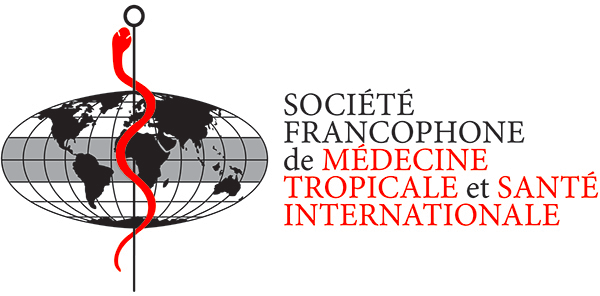 SOCIÉTÉ
FRANCOPHONE
de MÉDECINE
TROPICALE et SANTÉ
INTERNATIONALE